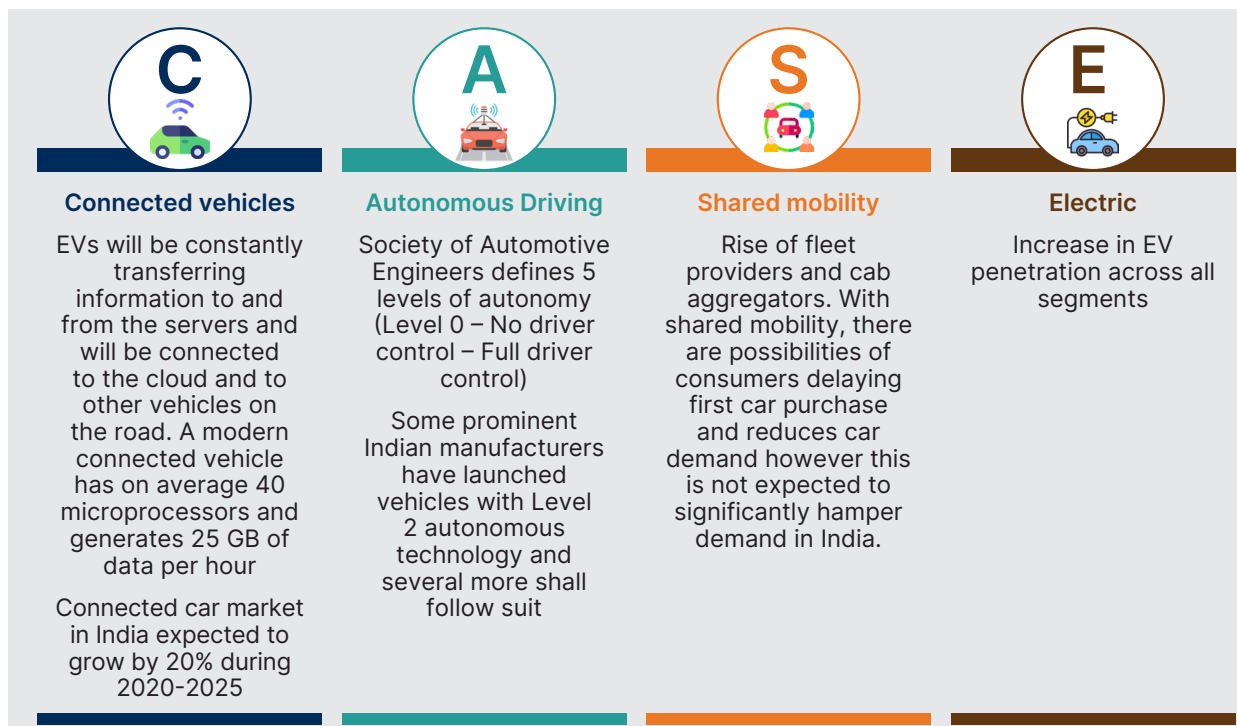 C
Connected vehicles
EVs will be constantly
transferring
information to and
from the servers and
will be connected
to the cloud and to
other vehicles on
the road. A modern
connected vehicle
has on average 40
microprocessors and
generates 25 GB of
data per hour
Connected car market
in India expected to
grow by 20% during
2020-2025
A
Autonomous Driving
Society of Automotive
Engineers defines 5
levels of autonomy
(Level 0 – No driver
control – Full driver
control)
Some prominent
Indian manufacturers
have launched
vehicles with Level
2 autonomous
technology and
several more shall
follow suit
S
Shared mobility
Rise of fleet
providers and cab
aggregators. With
shared mobility, there
are possibilities of
consumers delaying
first car purchase
and reduces car
demand however this
is not expected to
significantly hamper
demand in India.
E
Electric
Increase in EV
penetration across all
segments